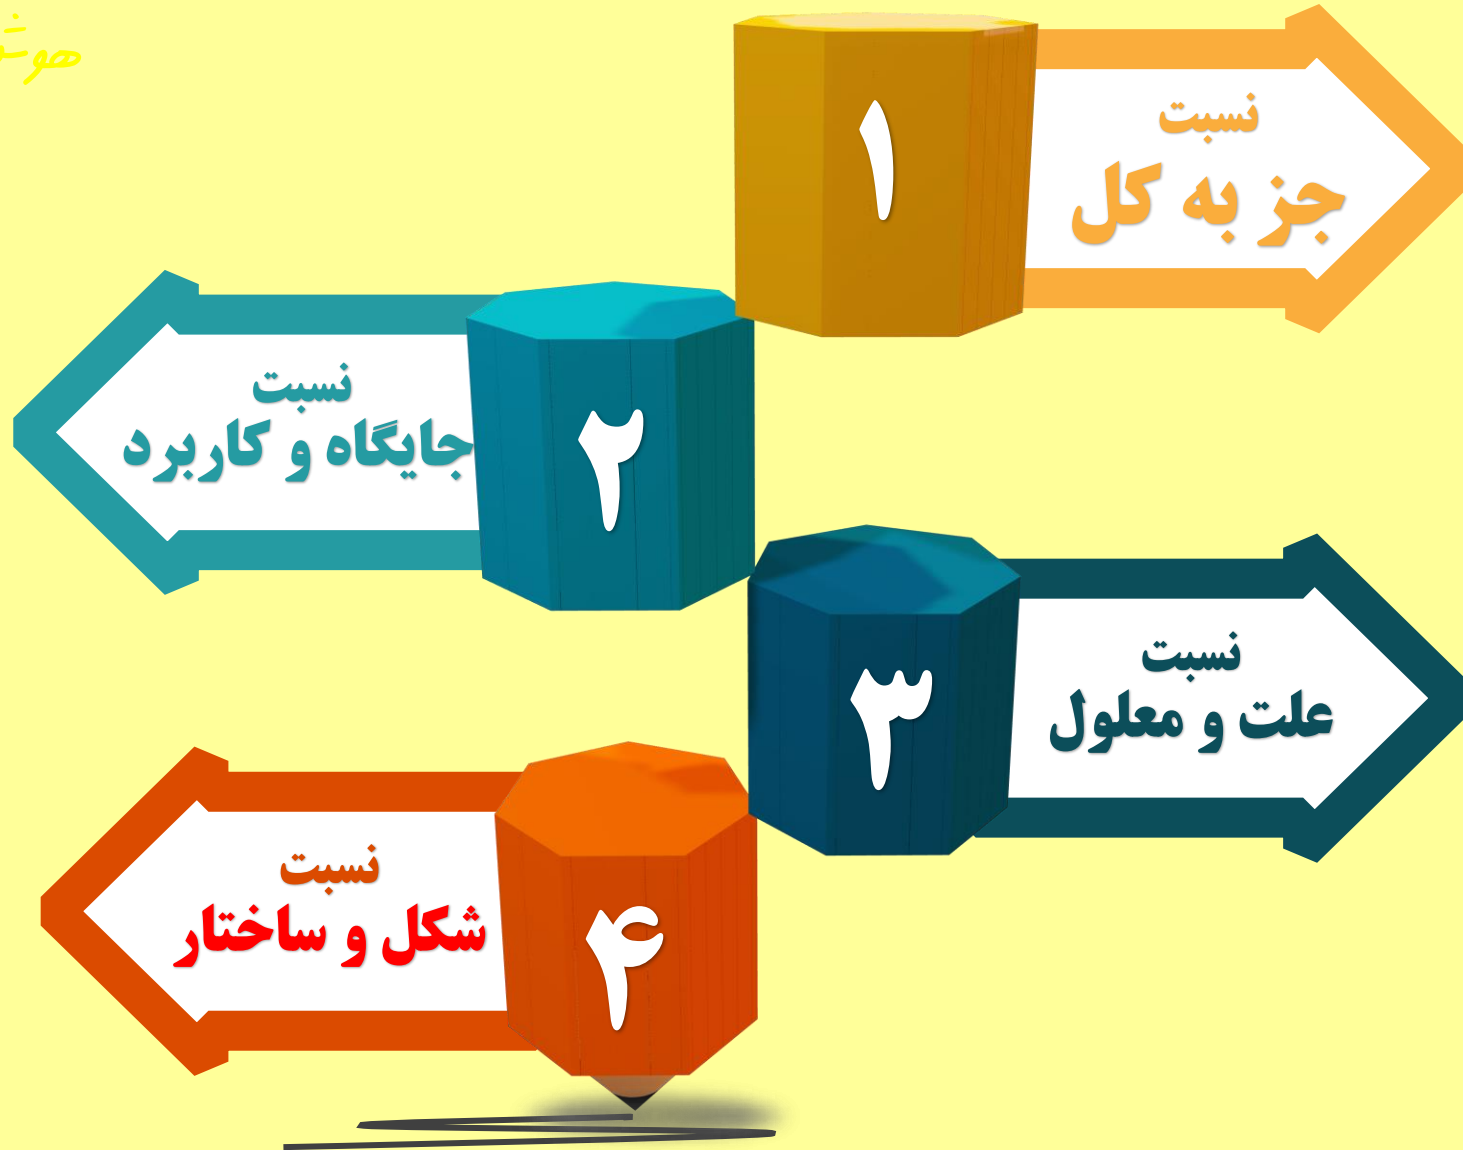 ۱
نسبت
جز به کل
۲
نسبت
جایگاه و کاربرد
۳
نسبت
علت و معلول
۴
نسبت
شکل و ساختار